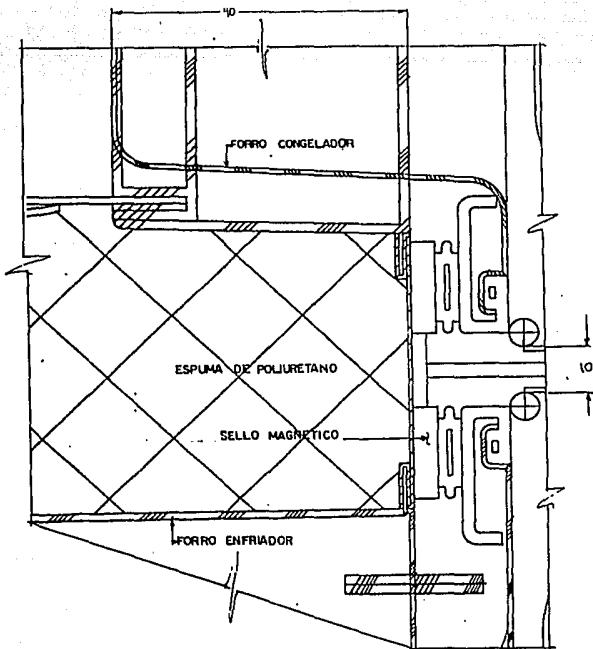 40
FORRO CONGELADOR
10
ESPUMA DE POLIURETANO
SELLO MAGNETICO
FORRO ENFRIADOR